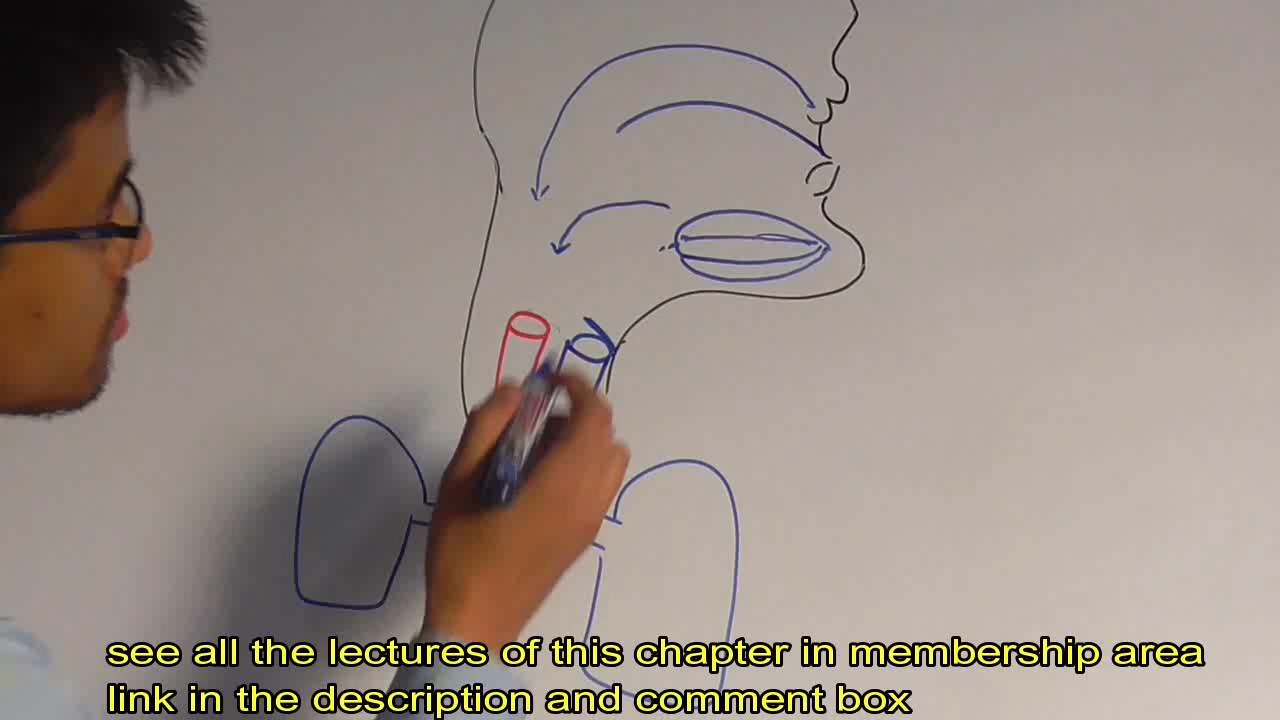 see all the lectures of this chapter in membership area
link in the description and comment box